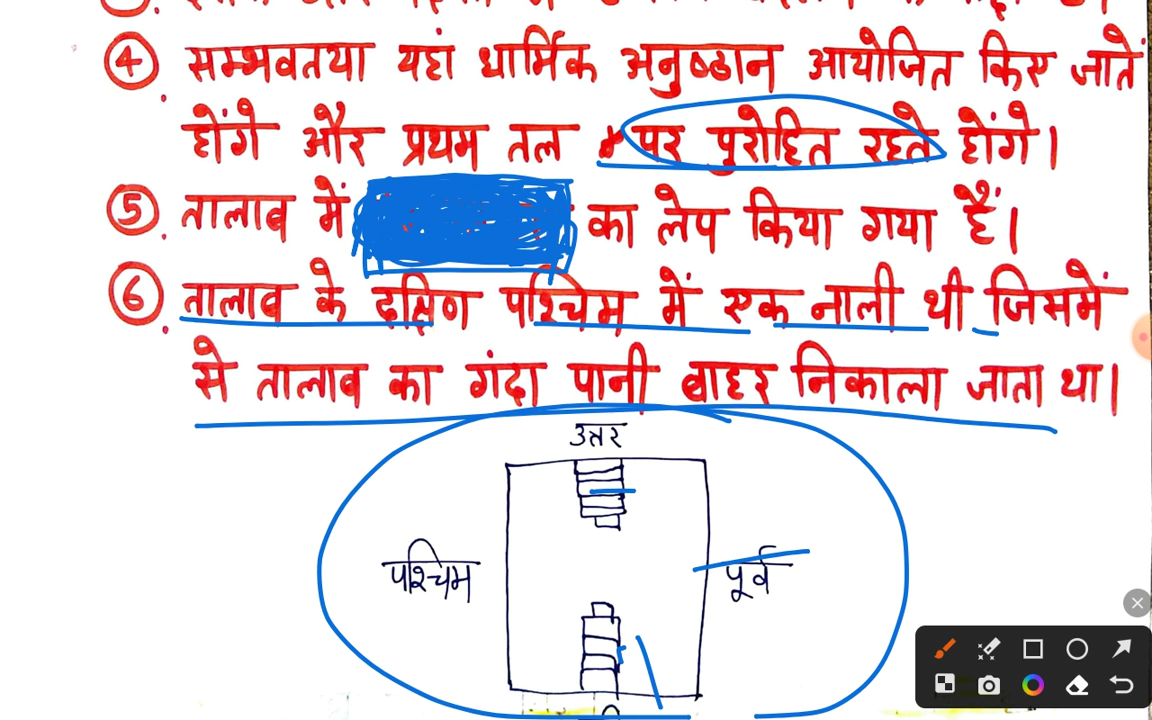 ④ सम्भवतया यहां धार्मिक अनुष्ठान आयोजित किए जातें
होंगे और प्रथम तल पर पुरोहित रहते होंगे।
⑤ तालाब में का लेप किया गया हैं।
⑥ तालाब के दक्षिण पश्चिम में एक नाली थी जिसमें
से तालाब का गंदा पानी बाहर निकाला जाता था।
उत्तर
पश्चिम
पूर्व